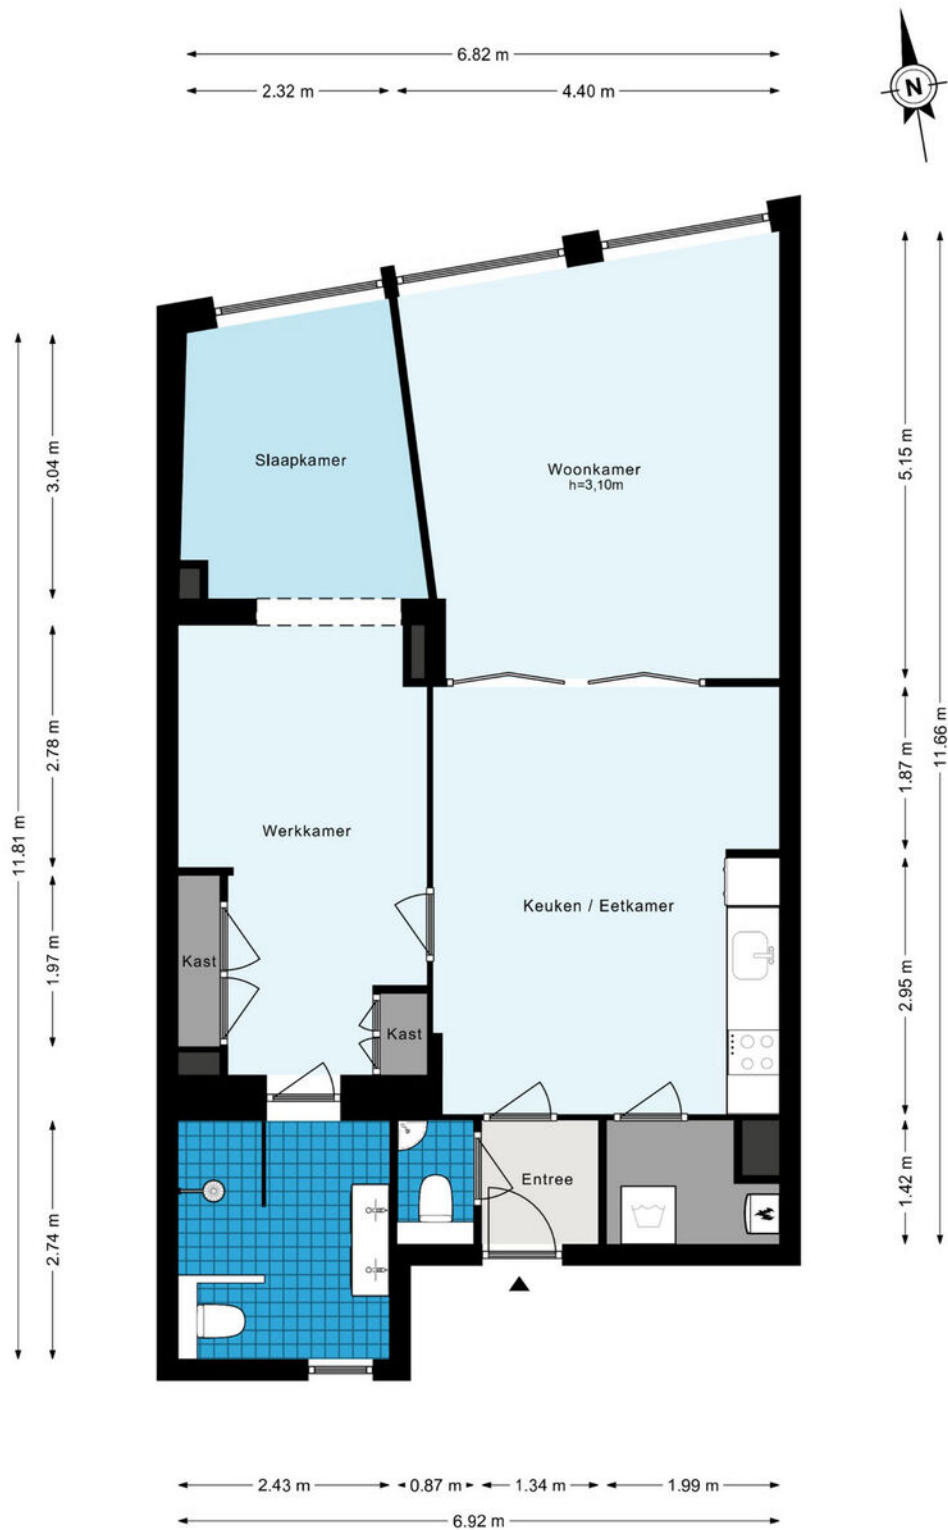 6.82 m
2.32 m
4.40 m
N
Slaapkamer
Woonkamer
h=3,10m
3.04 m
5.15 m
2.78 m
1.87 m
11.66 m
11.81 m
Werkkamer
Keuken / Eetkamer
Kast
1.97 m
2.95 m
Kast
Entree
1.42 m
2.74 m
2.43 m
0.87 m
1.34 m
1.99 m
6.92 m